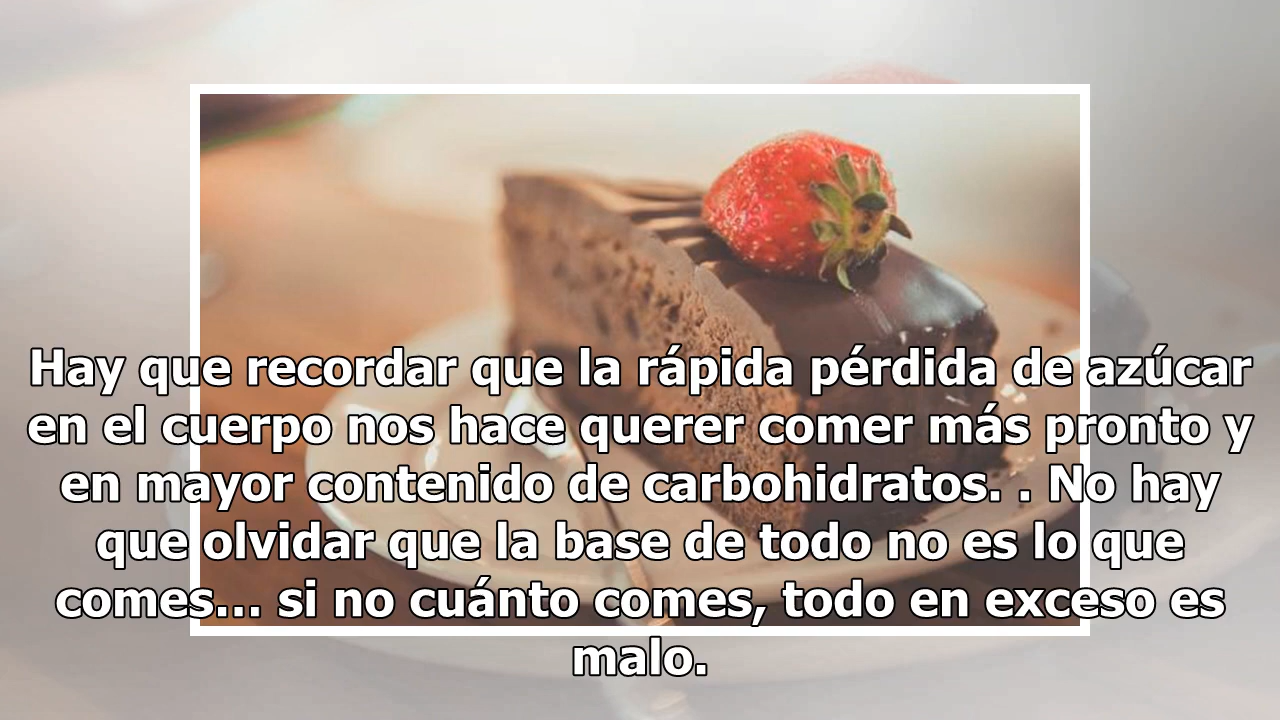 Hay que recordar que la rápida pérdida de azúcar
en el cuerpo nos hace querer comer más pronto y
en mayor contenido de carbohidratos. . No hay
que olvidar que la base de todo no es lo que
comes... si no cuánto comes, todo en exceso es
malo.